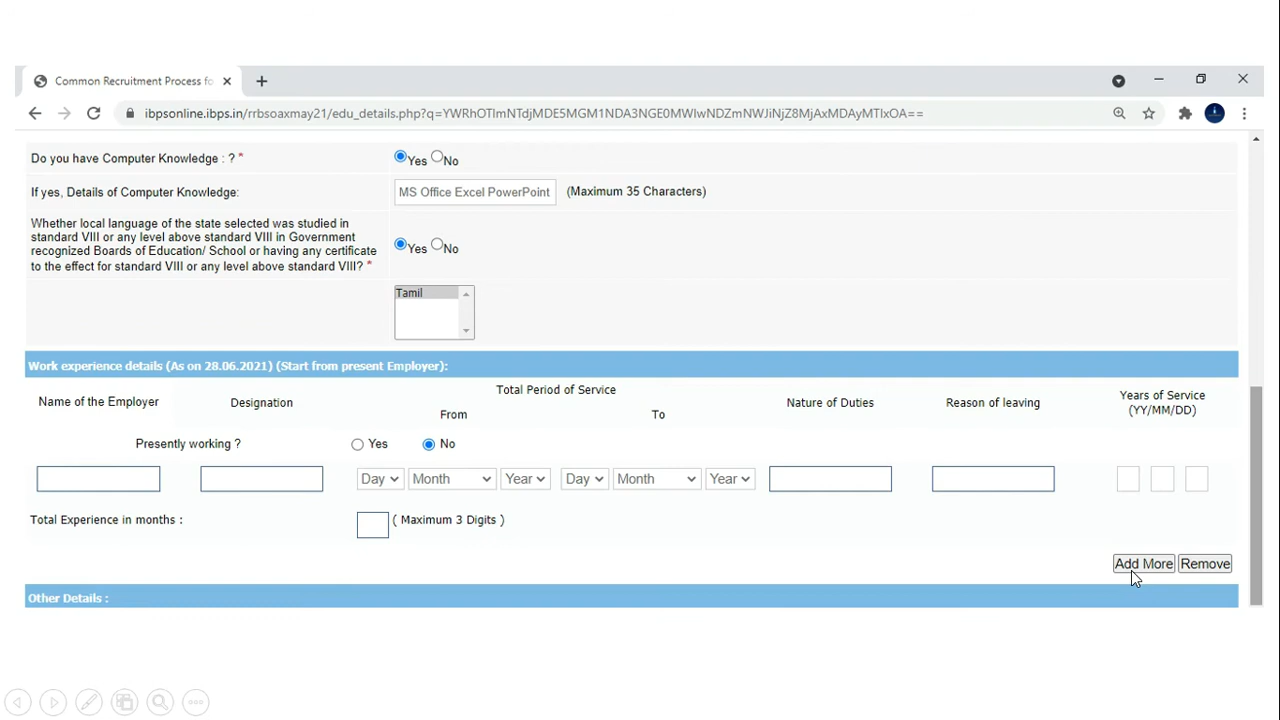 Common Recruitment Process fo
ibpsonline.ibps.in/rrbsoaxmay21/edu_details.php?q=
Do you have Computer Knowledge : ? * Yes No
If yes, Details of Computer Knowledge: MS Office Excel PowerPoint (Maximum 35 Characters)
Whether local language of the state selected was studied in
standard VIII or any level above standard VIII in Government
recognized Boards of Education/ School or having any certificate
to the effect for standard VIII or any level above standard VIII? *
Yes No
Tamil
Work experience details (As on 28.06.2021) (Start from present Employer):
Name of the Employer Designation Total Period of Service Nature of Duties Reason of leaving Years of Service
From To (YY/MM/DD)
Presently working ? Yes No
Day Month Year Day Month Year
Total Experience in months : ( Maximum 3 Digits )
Add More Remove
Other Details :